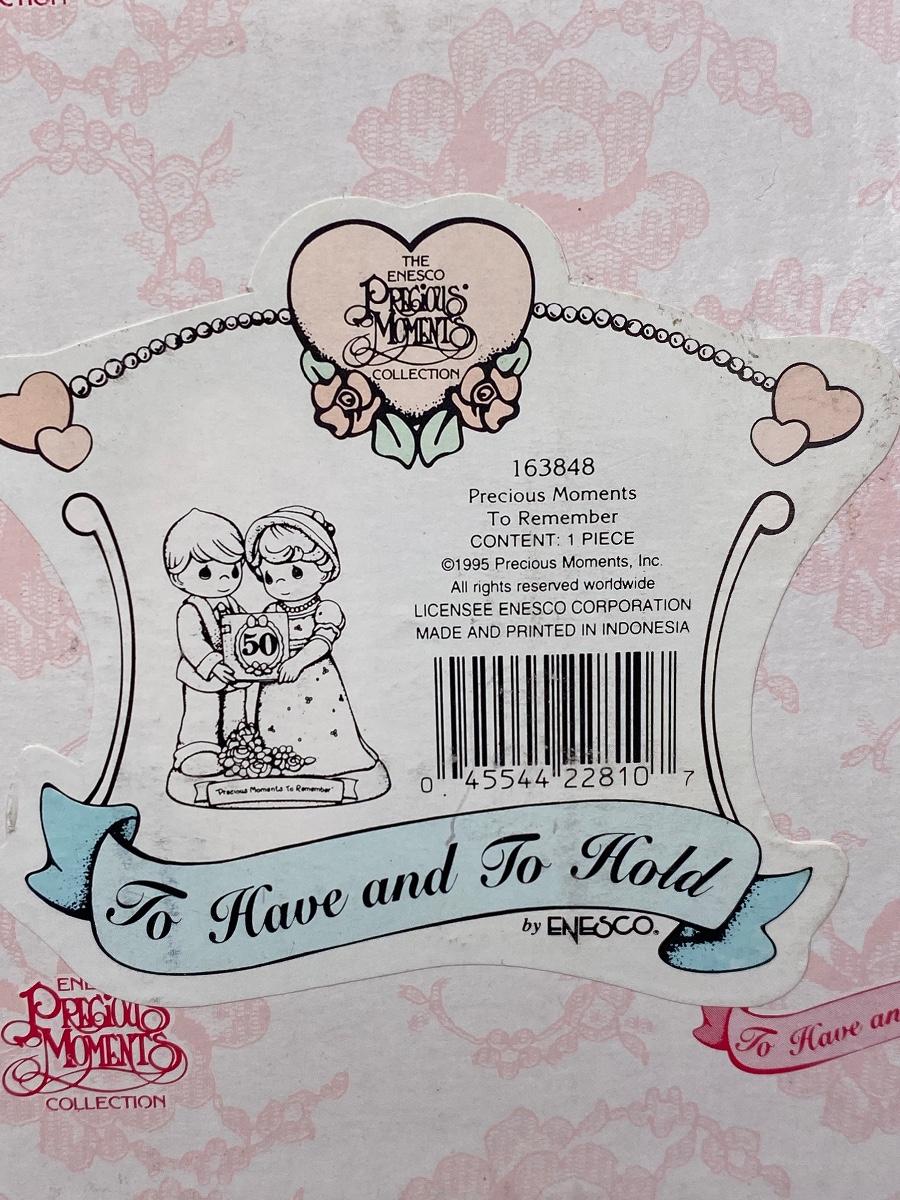 THE
ENESCO
PRECIOUS
MOMENTS
COLLECTION
163848
Precious Moments
To Remember
CONTENT: 1 PIECE
©1995 Precious Moments, Inc.
All rights reserved worldwide
LICENSEE ENESCO CORPORATION
MADE AND PRINTED IN INDONESIA
50
"Precious Moments To Remember"
0 45544 22810 7
To Have and To Hold
by ENESCO®
PRECIOUS
MOMENTS
COLLECTION
To Have